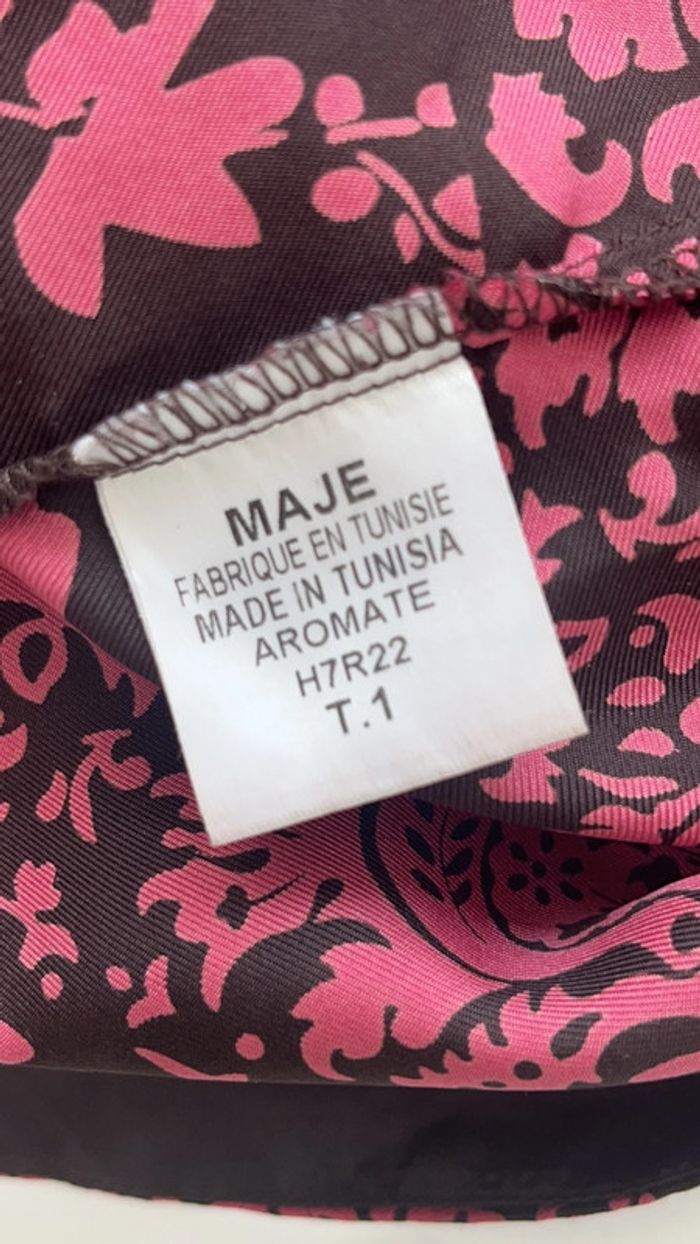 MAJE
FABRIQUE EN TUNISIE
MADE IN TUNISIA
AROMATE
H7R22
T.1